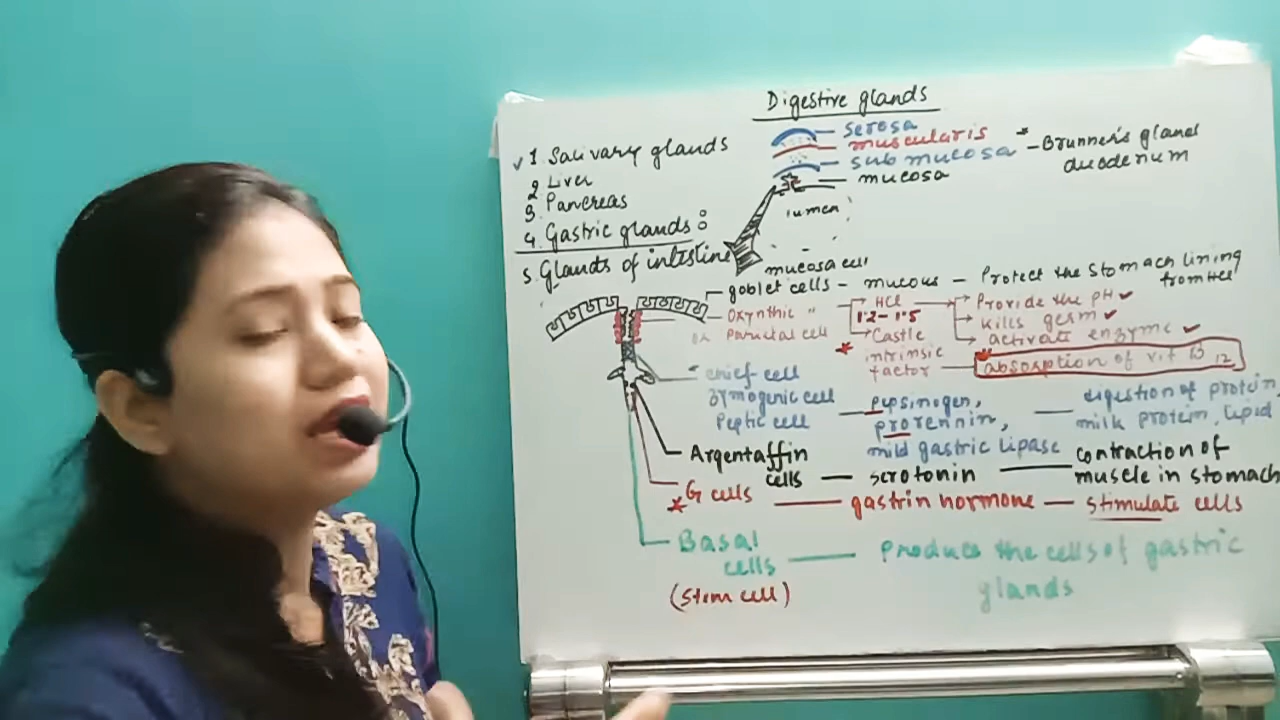 Digestive glands
✓ 1. Salivary glands
2. Liver
3. Pancreas
4. Gastric glands:
5. Glands of intestine
serosa
muscularis
sub mucosa * - Brunner's gland
duodenum
mucosa
lumen
mucosa cell
goblet cells - mucous - Protect the stomach lining
from HCl
Oxynthic "
or Parietal cell
HCl
1.2-1.5
Castle
* intrinsic
factor
Provide the pH ✓
kills germ ✓
activate enzyme ✓
* absorption of vit B12
chief cell
Zymogenic cell
Peptic cell
pepsinogen,
prorennin,
mild gastric lipase
digestion of protein,
milk protein, lipid
Argentaffin
cells - serotonin - contraction of
muscle in stomach
* G cells - gastrin hormone - stimulate cells
Basal
cells - Produce the cells of gastric
glands
(Stem cell)